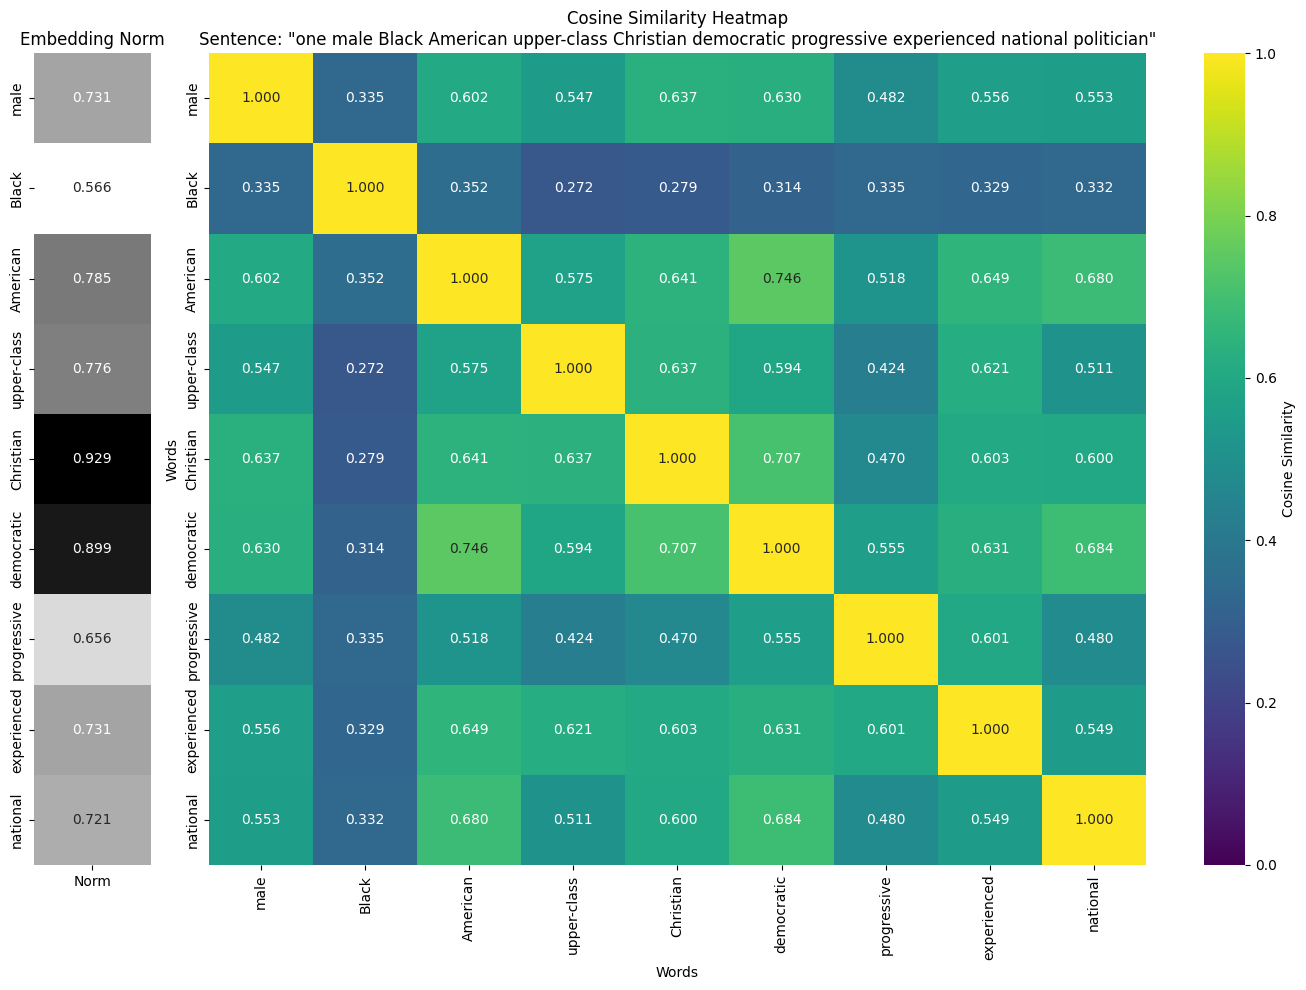 Cosine Similarity Heatmap
Embedding Norm
Sentence: "one male Black American upper-class Christian democratic progressive experienced national politician"
male 0.731
Black 0.566
American 0.785
upper-class 0.776
Christian 0.929
democratic 0.899
progressive 0.656
experienced 0.731
national 0.721
Norm
Words
male 1.000 0.335 0.602 0.547 0.637 0.630 0.482 0.556 0.553
Black 0.335 1.000 0.352 0.272 0.279 0.314 0.335 0.329 0.332
American 0.602 0.352 1.000 0.575 0.641 0.746 0.518 0.649 0.680
upper-class 0.547 0.272 0.575 1.000 0.637 0.594 0.424 0.621 0.511
Christian 0.637 0.279 0.641 0.637 1.000 0.707 0.470 0.603 0.600
democratic 0.630 0.314 0.746 0.594 0.707 1.000 0.555 0.631 0.684
progressive 0.482 0.335 0.518 0.424 0.470 0.555 1.000 0.601 0.480
experienced 0.556 0.329 0.649 0.621 0.603 0.631 0.601 1.000 0.549
national 0.553 0.332 0.680 0.511 0.600 0.684 0.480 0.549 1.000
male Black American upper-class Christian democratic progressive experienced national
Words
1.0
0.8
0.6
0.4
0.2
0.0
Cosine Similarity